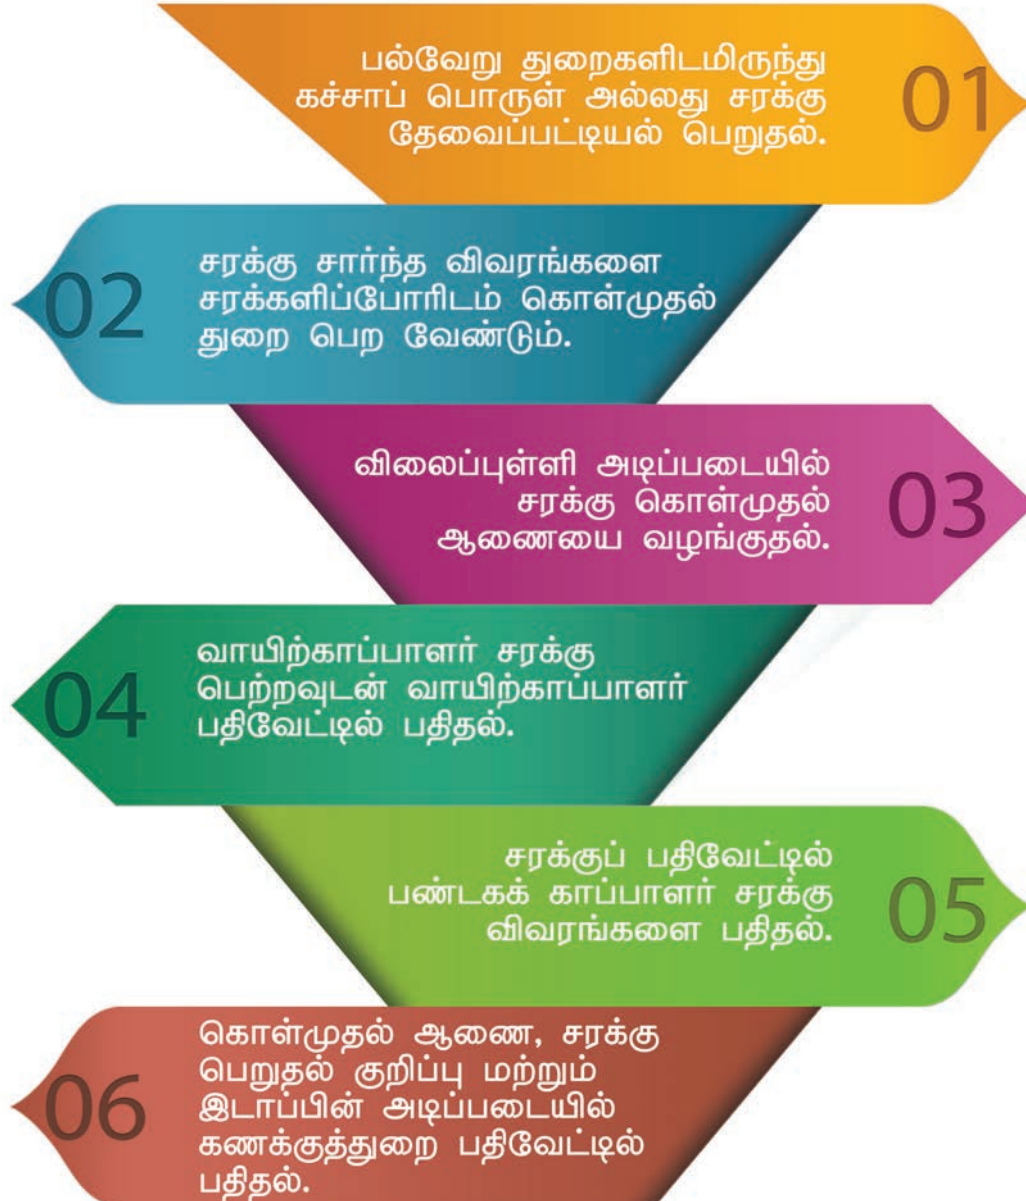 பல்வேறு துறைகளிடமிருந்து
கச்சாப் பொருள் அல்லது சரக்கு
தேவைப்பட்டியல் பெறுதல்.
01
02
சரக்கு சார்ந்த விவரங்களை
சரக்களிப்போரிடம் கொள்முதல்
துறை பெற வேண்டும்.
விலைப்புள்ளி அடிப்படையில்
சரக்கு கொள்முதல்
ஆணையை வழங்குதல்.
03
04
வாயிற்காப்பாளர் சரக்கு
பெற்றவுடன் வாயிற்காப்பாளர்
பதிவேட்டில் பதிதல்.
சரக்குப் பதிவேட்டில்
பண்டகக் காப்பாளர் சரக்கு
விவரங்களை பதிதல்.
05
06
கொள்முதல் ஆணை, சரக்கு
பெறுதல் குறிப்பு மற்றும்
இடாப்பின் அடிப்படையில்
கணக்குத்துறை பதிவேட்டில்
பதிதல்.